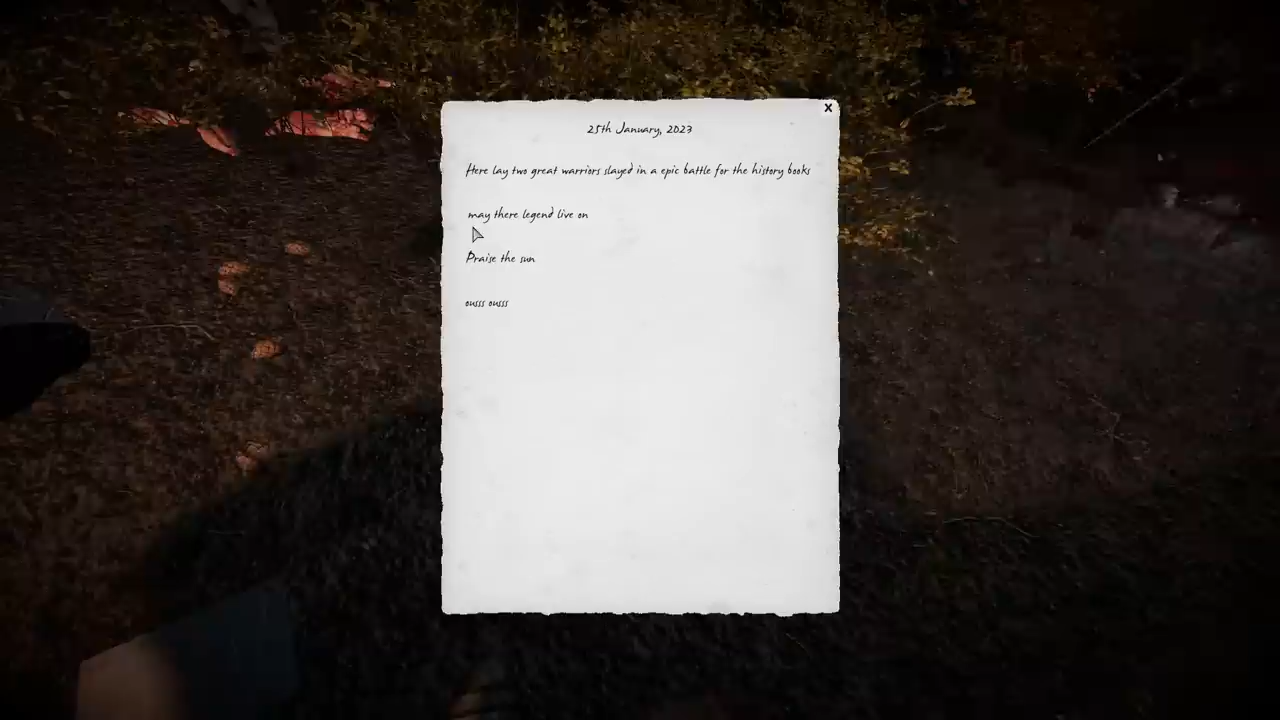 x
25th January, 2023
Here lay two great warriors slayed in a epic battle for the history books
may there legend live on
Praise the sun
ousss ousss